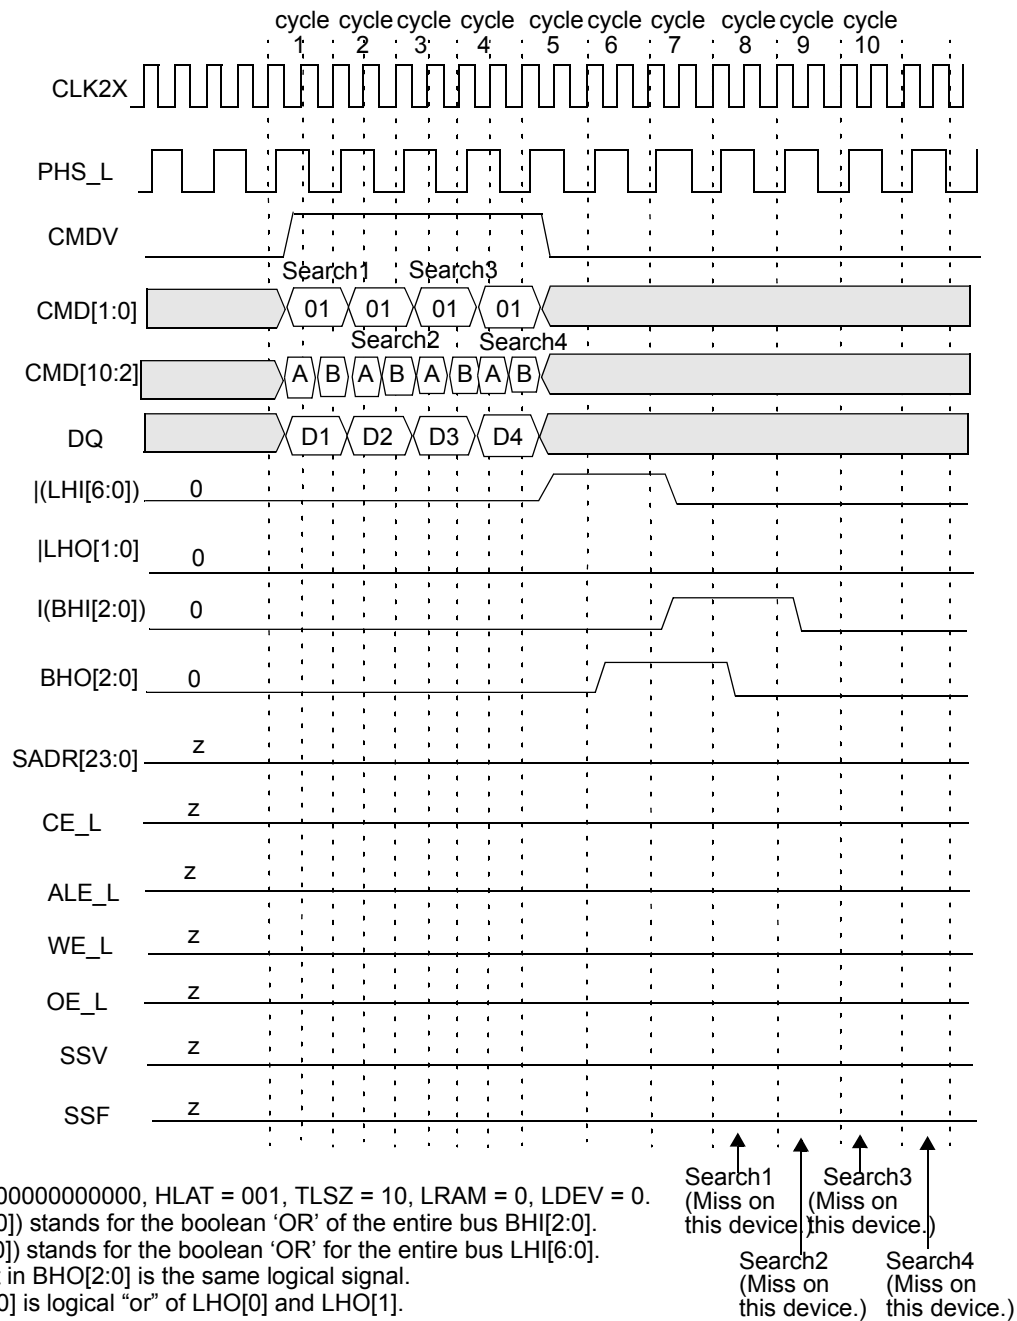 cycle cycle cycle cycle cycle cycle cycle cycle cycle cycle
1 2 3 4 5 6 7 8 9 10
CLK2X
PHS_L
CMDV
Search1 Search3
CMD[1:0] 01 01 01 01
Search2 Search4
CMD[10:2] A B A B A B A B
DQ D1 D2 D3 D4
|(LHI[6:0]) 0
|LHO[1:0] 0
I(BHI[2:0]) 0
BHO[2:0] 0
SADR[23:0] z
CE_L z
ALE_L z
WE_L z
OE_L z
SSV z
SSF z
Search1
(Miss on
this device.)
Search3
(Miss on
this device.)
Search2
(Miss on
this device.)
Search4
(Miss on
this device.)
00000000000, HLAT = 001, TLSZ = 10, LRAM = 0, LDEV = 0.
0]) stands for the boolean ‘OR’ of the entire bus BHI[2:0].
0]) stands for the boolean ‘OR’ for the entire bus LHI[6:0].
in BHO[2:0] is the same logical signal.
0] is logical “or” of LHO[0] and LHO[1].